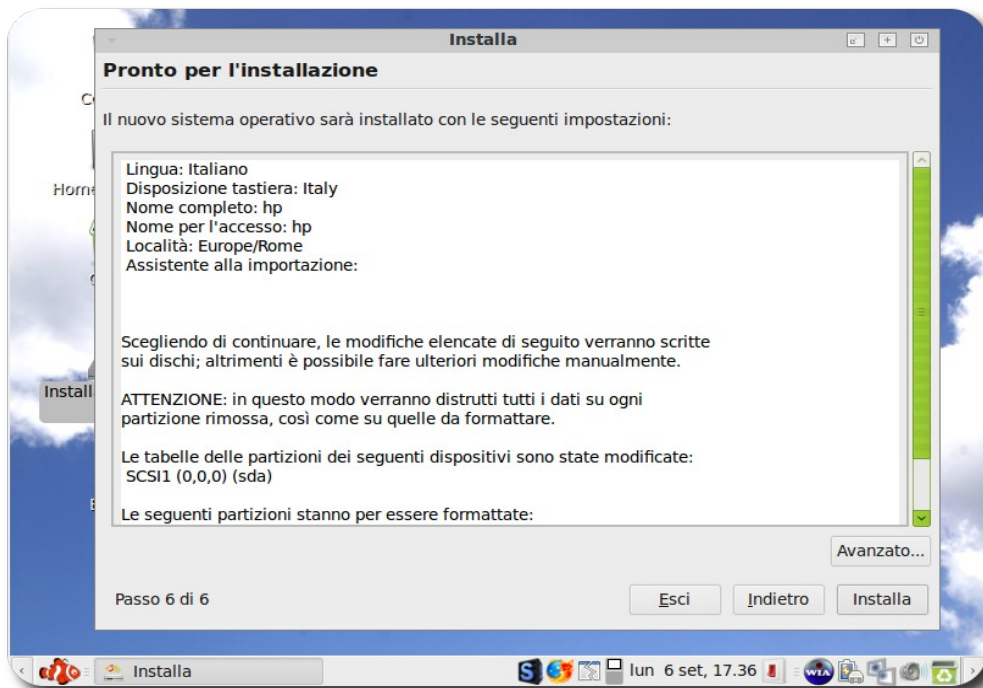 Installa
Pronto per l'installazione
Il nuovo sistema operativo sarà installato con le seguenti impostazioni:
Lingua: Italiano
Disposizione tastiera: Italy
Nome completo: hp
Nome per l'accesso: hp
Località: Europe/Rome
Assistente alla importazione:
Scegliendo di continuare, le modifiche elencate di seguito verranno scritte
sui dischi; altrimenti è possibile fare ulteriori modifiche manualmente.
ATTENZIONE: in questo modo verranno distrutti tutti i dati su ogni
partizione rimossa, così come su quelle da formattare.
Le tabelle delle partizioni dei seguenti dispositivi sono state modificate:
SCSI1 (0,0,0) (sda)
Le seguenti partizioni stanno per essere formattate:
Avanzato...
Passo 6 di 6
Esci
Indietro
Installa
Home
Install
Installa
S
lun 6 set, 17.36
WIX